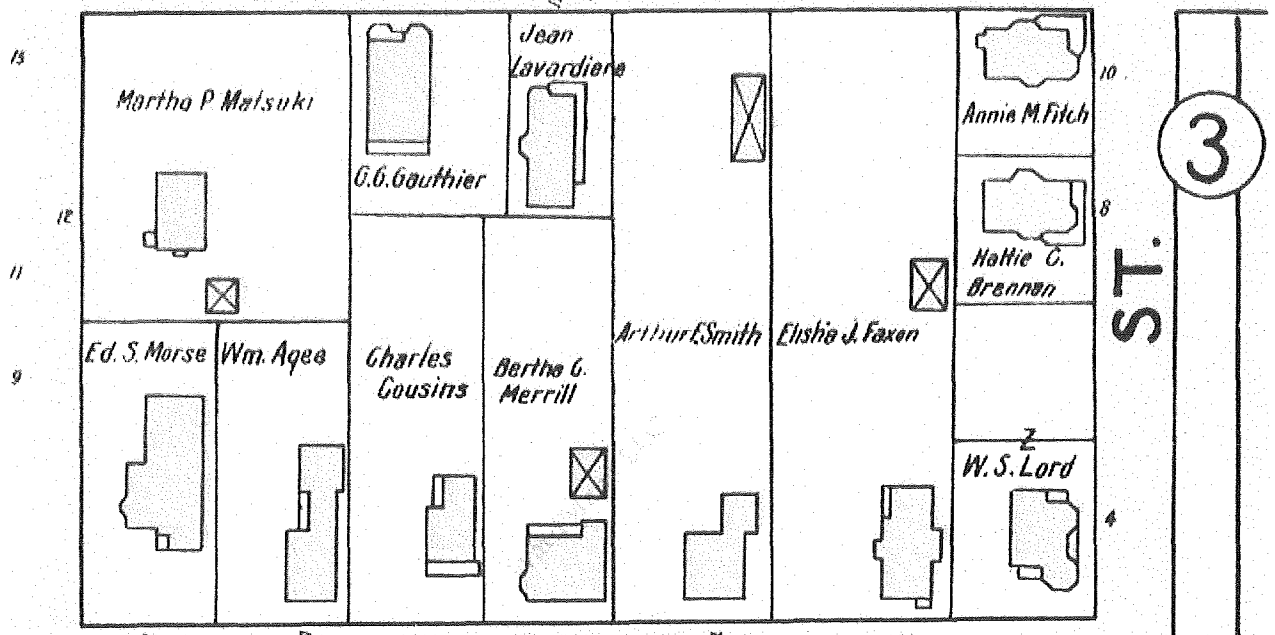 13
Martha P. Matsuki
12
11
9
Ed. S. Morse
Wm. Agee
G.G. Gauthier
Jean
Lavardiere
Charles
Cousins
Bertha G.
Merrill
Arthur F. Smith
Elisha J. Faxon
Annie M. Fitch
10
Hattie C.
Brennan
8
Z
W. S. Lord
4
ST.
3